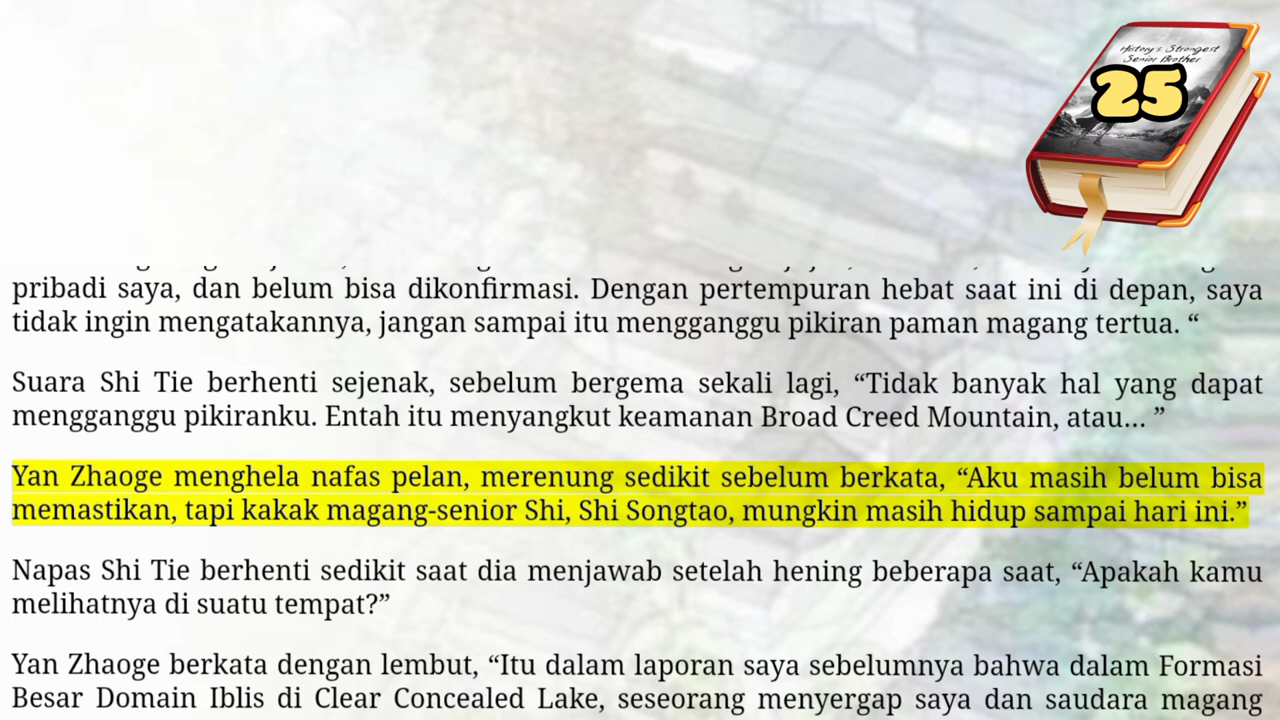 History's Strongest
Senior Brother
25
pribadi saya, dan belum bisa dikonfirmasi. Dengan pertempuran hebat saat ini di depan, saya
tidak ingin mengatakannya, jangan sampai itu mengganggu pikiran paman magang tertua. “
Suara Shi Tie berhenti sejenak, sebelum bergema sekali lagi, “Tidak banyak hal yang dapat
mengganggu pikiranku. Entah itu menyangkut keamanan Broad Creed Mountain, atau… ”
Yan Zhaoge menghela nafas pelan, merenung sedikit sebelum berkata, “Aku masih belum bisa
memastikan, tapi kakak magang-senior Shi, Shi Songtao, mungkin masih hidup sampai hari ini.”
Napas Shi Tie berhenti sedikit saat dia menjawab setelah hening beberapa saat, “Apakah kamu
melihatnya di suatu tempat?”
Yan Zhaoge berkata dengan lembut, “Itu dalam laporan saya sebelumnya bahwa dalam Formasi
Besar Domain Iblis di Clear Concealed Lake, seseorang menyergap saya dan saudara magang